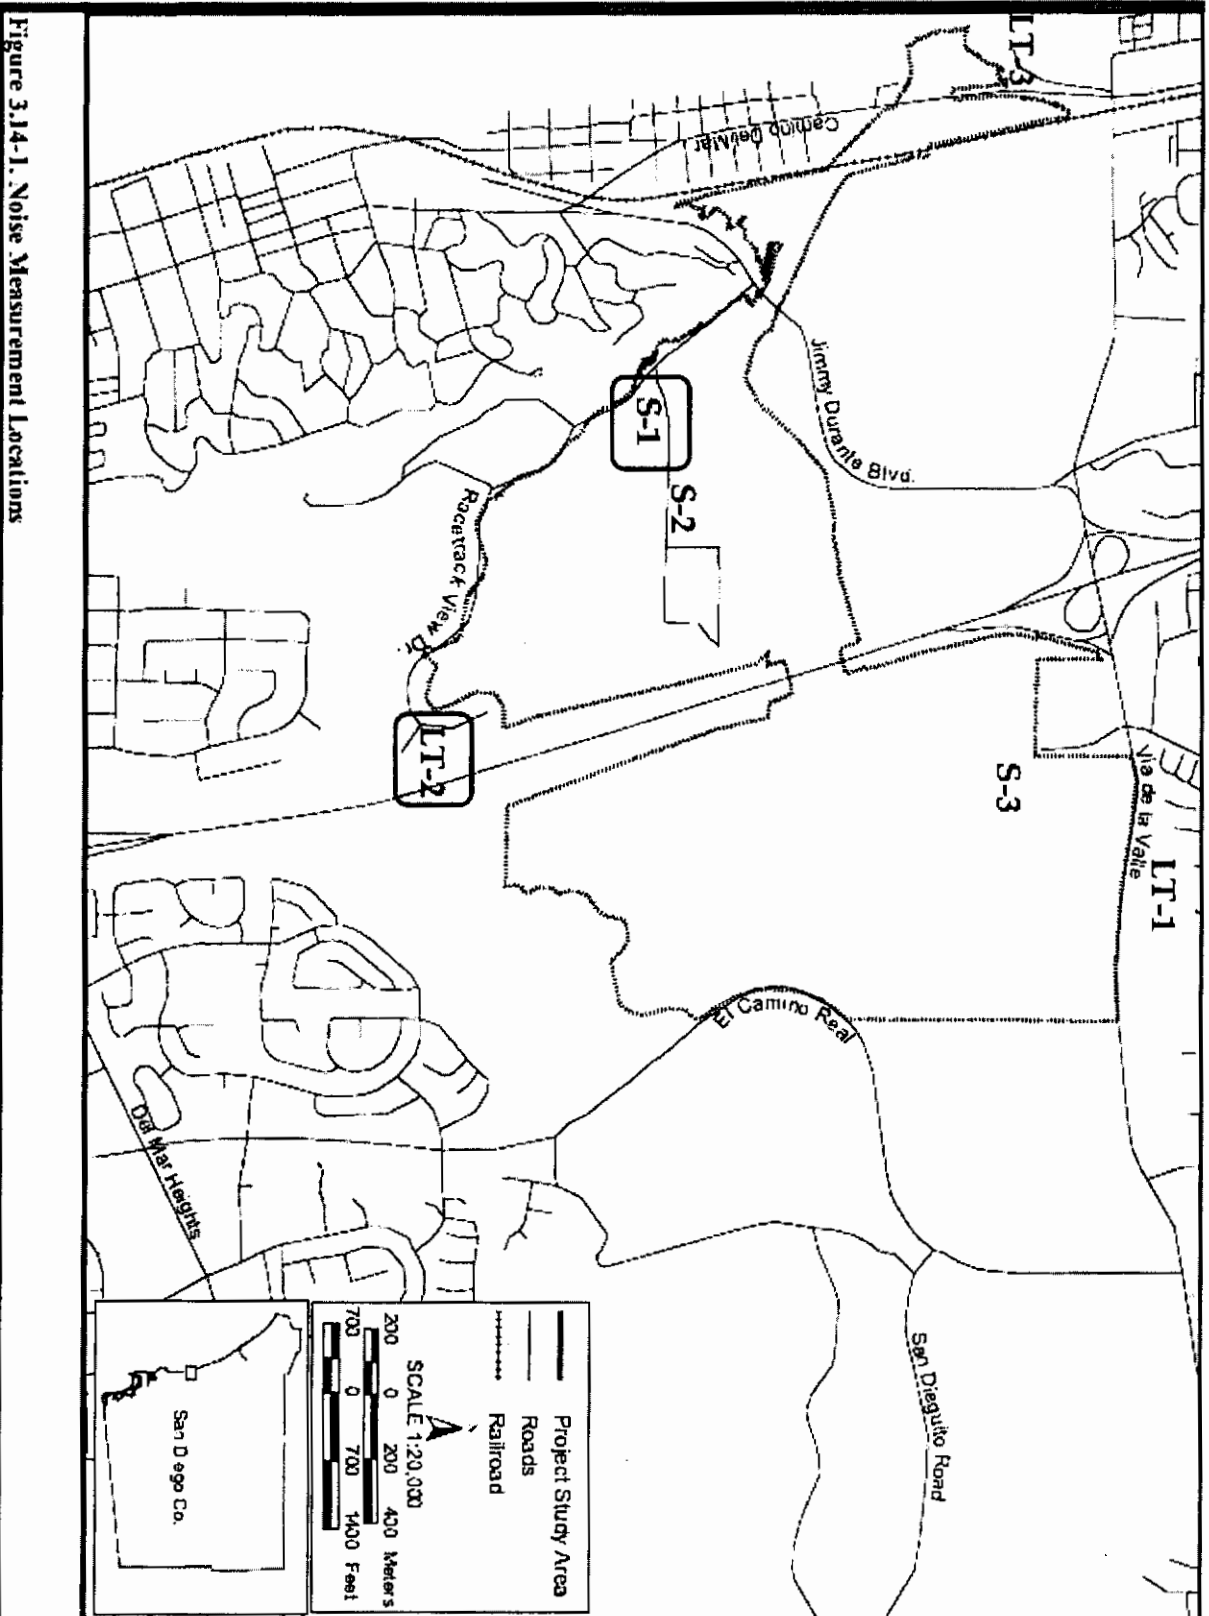 LT-3
Camino Del Mar
Jimmy Durante Blvd.
Via de la Valle
LT-1
S-1
S-2
S-3
Racetrack View Dr.
LT-2
El Camino Real
San Dieguito Road
Del Mar Heights
Project Study Area
Roads
Railroad
SCALE 1:20,000
200 0 200 400 Meters
700 0 700 1400 Feet
San Diego Co.
Figure 3.14-1. Noise Measurement Locations